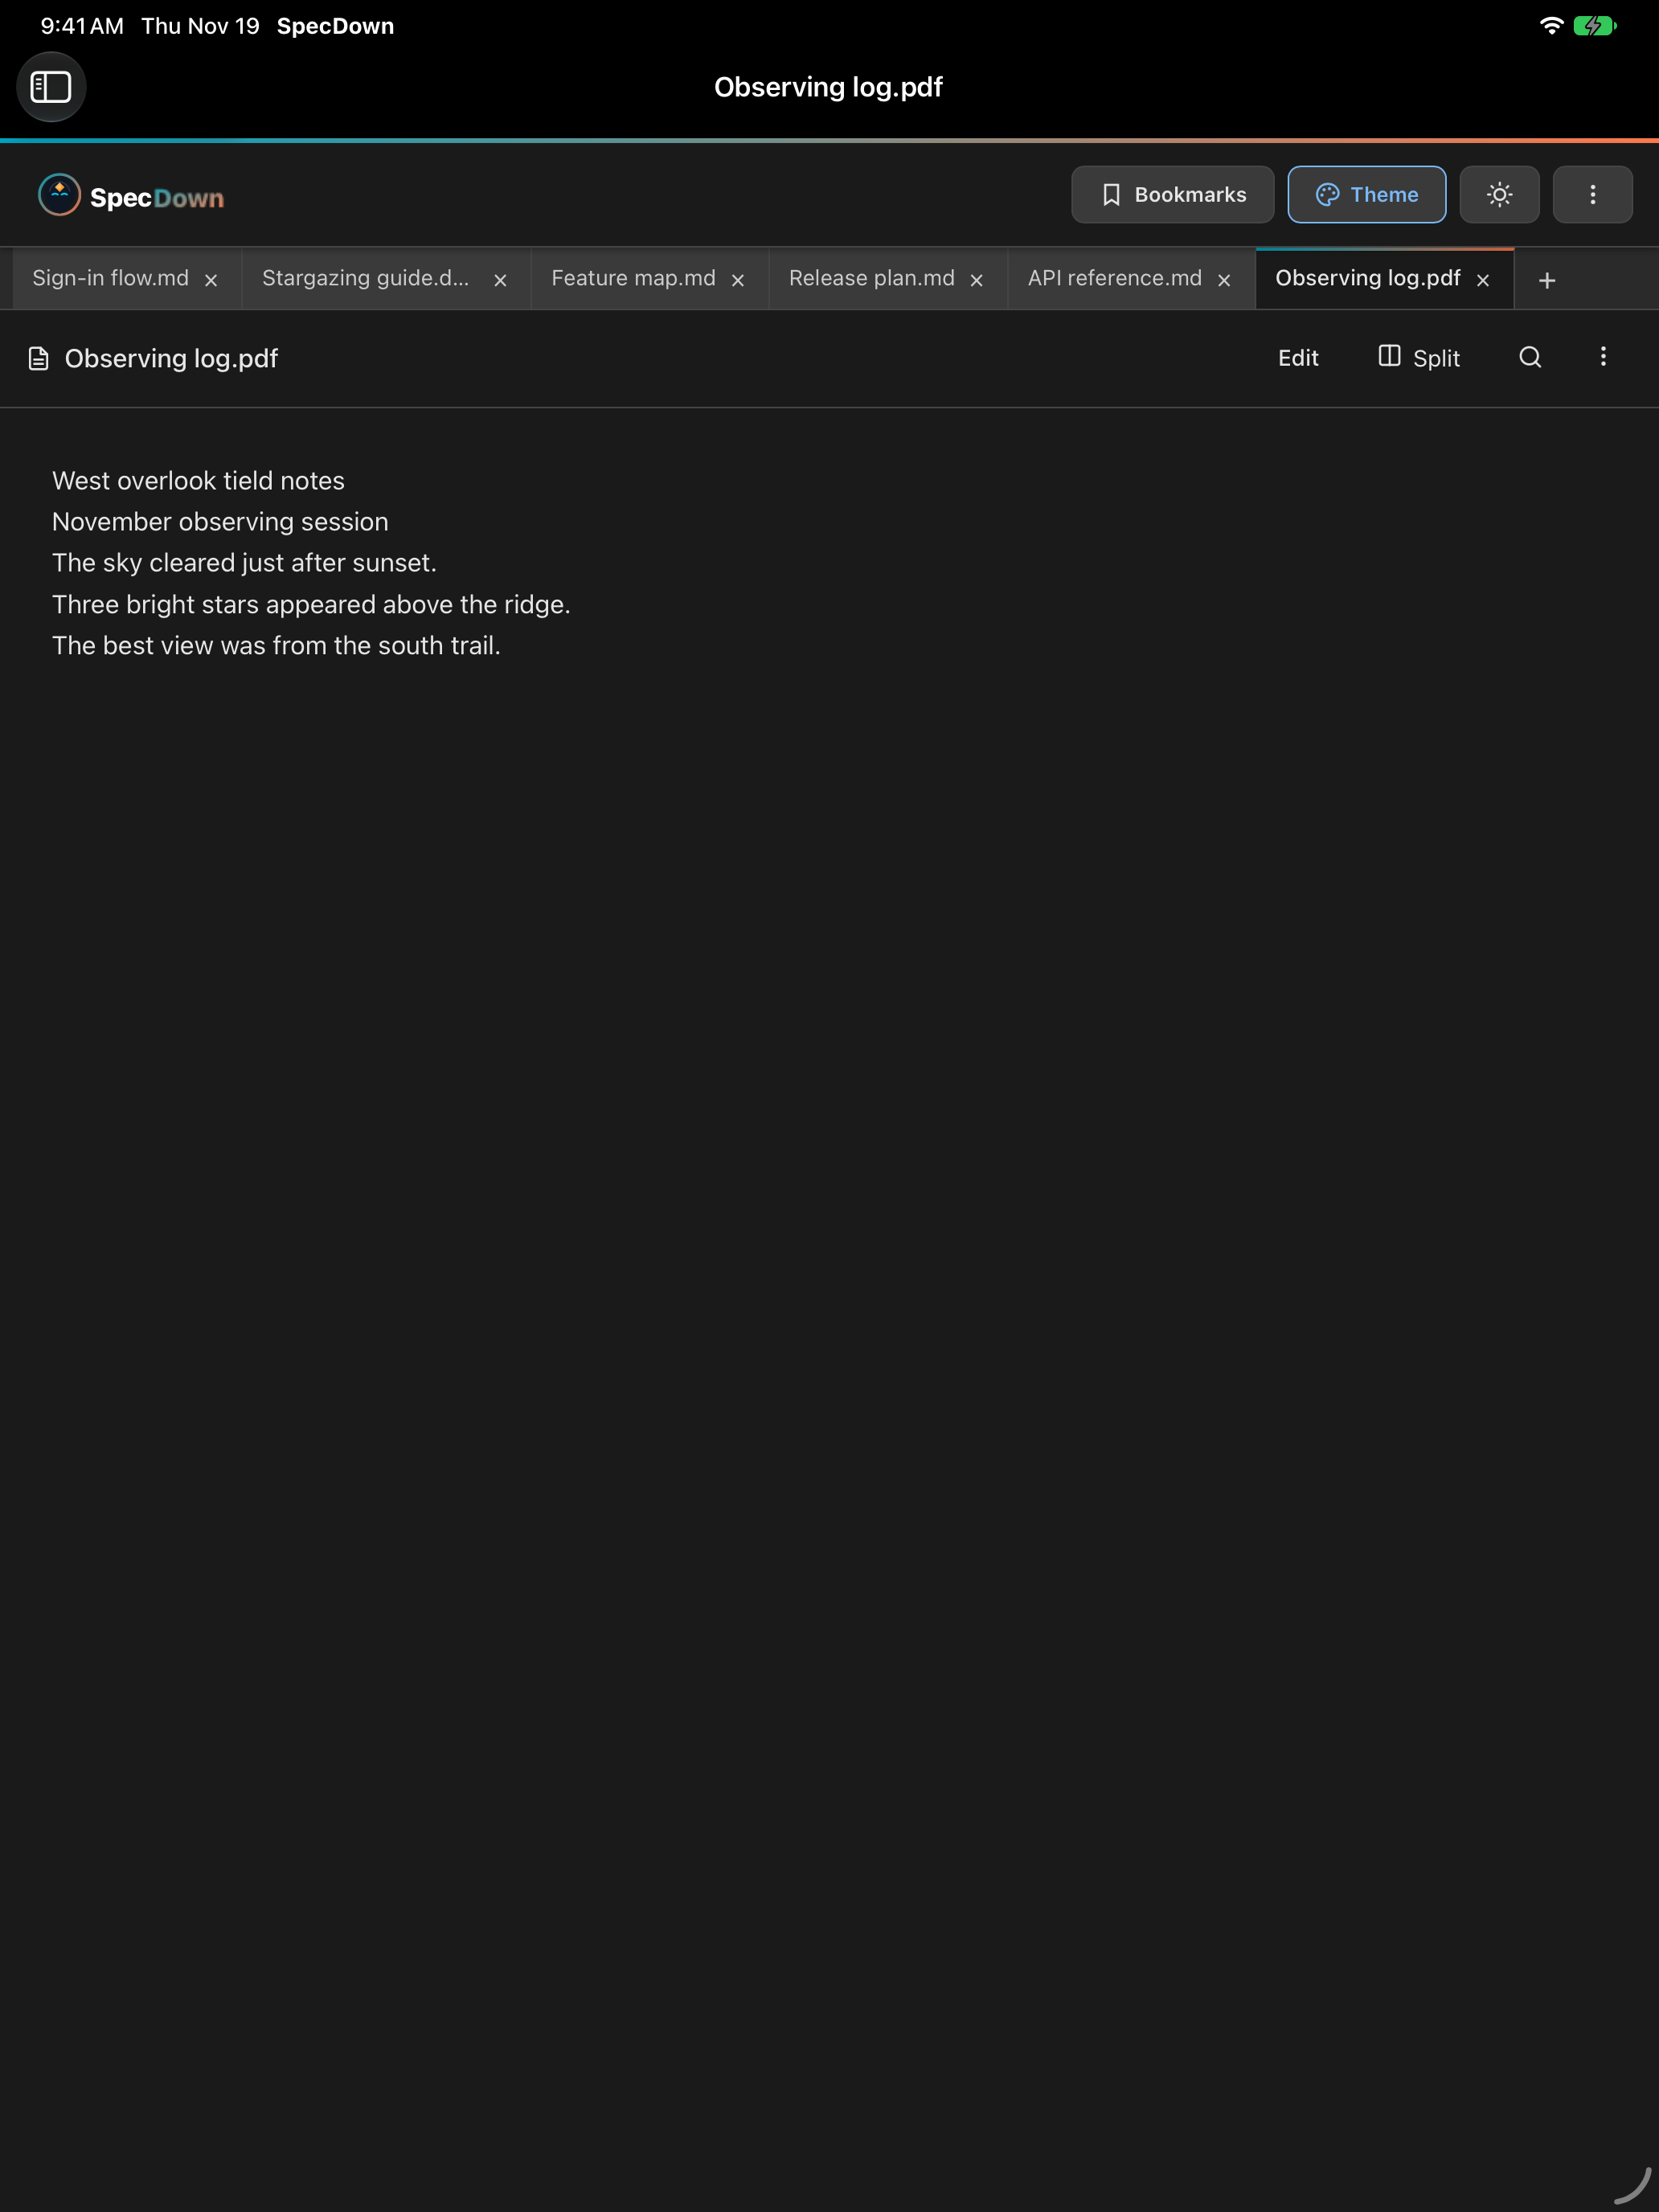 9:41 AM Thu Nov 19 SpecDown
Observing log.pdf
SpecDown
Bookmarks
Theme
Sign-in flow.md
Stargazing guide.d...
Feature map.md
Release plan.md
API reference.md
Observing log.pdf
Observing log.pdf
Edit
Split
West overlook tield notes
November observing session
The sky cleared just after sunset.
Three bright stars appeared above the ridge.
The best view was from the south trail.